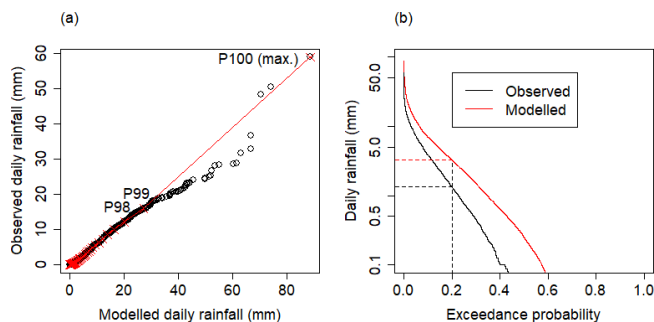 (a)
Observed daily rainfall (mm)
60
50
40
30
20
10
0
P100 (max.)
P99
P98
0 20 40 60 80
Modelled daily rainfall (mm)
(b)
Daily rainfall (mm)
50.0
5.0
0.5
0.1
Observed
Modelled
0.0 0.2 0.4 0.6 0.8 1.0
Exceedance probability